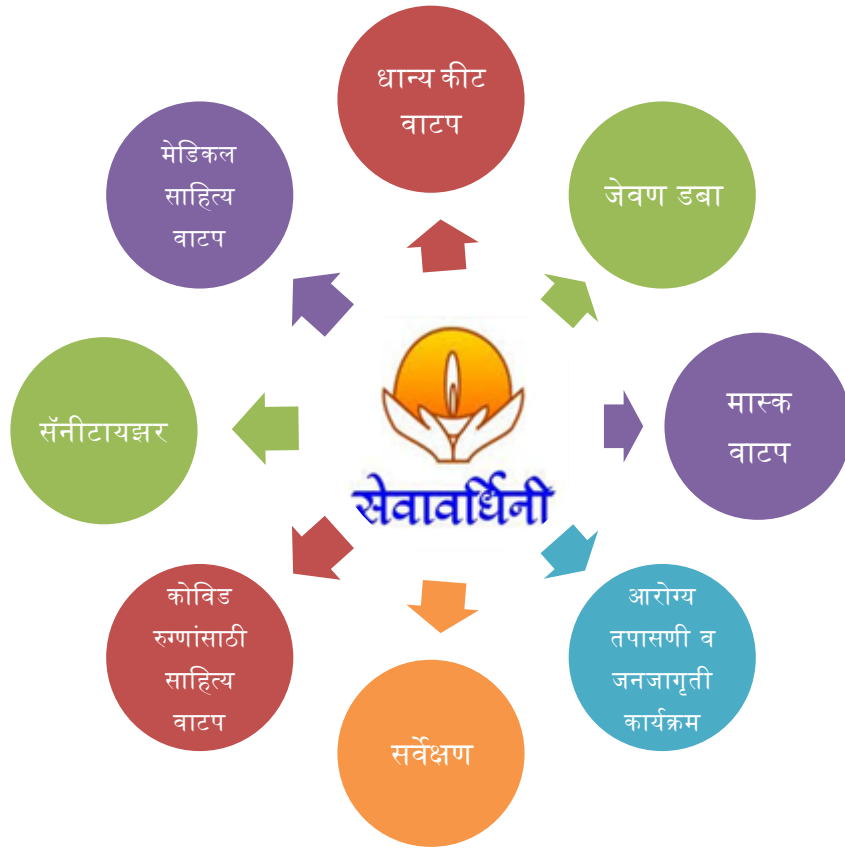 धान्य कीट
वाटप
जेवण डबा
मास्क
वाटप
आरोग्य
तपासणी व
जनजागृती
कार्यक्रम
सर्वेक्षण
कोविड
रुग्णांसाठी
साहित्य
वाटप
सॅनीटायझर
मेडिकल
साहित्य
वाटप
सेवावर्धिनी